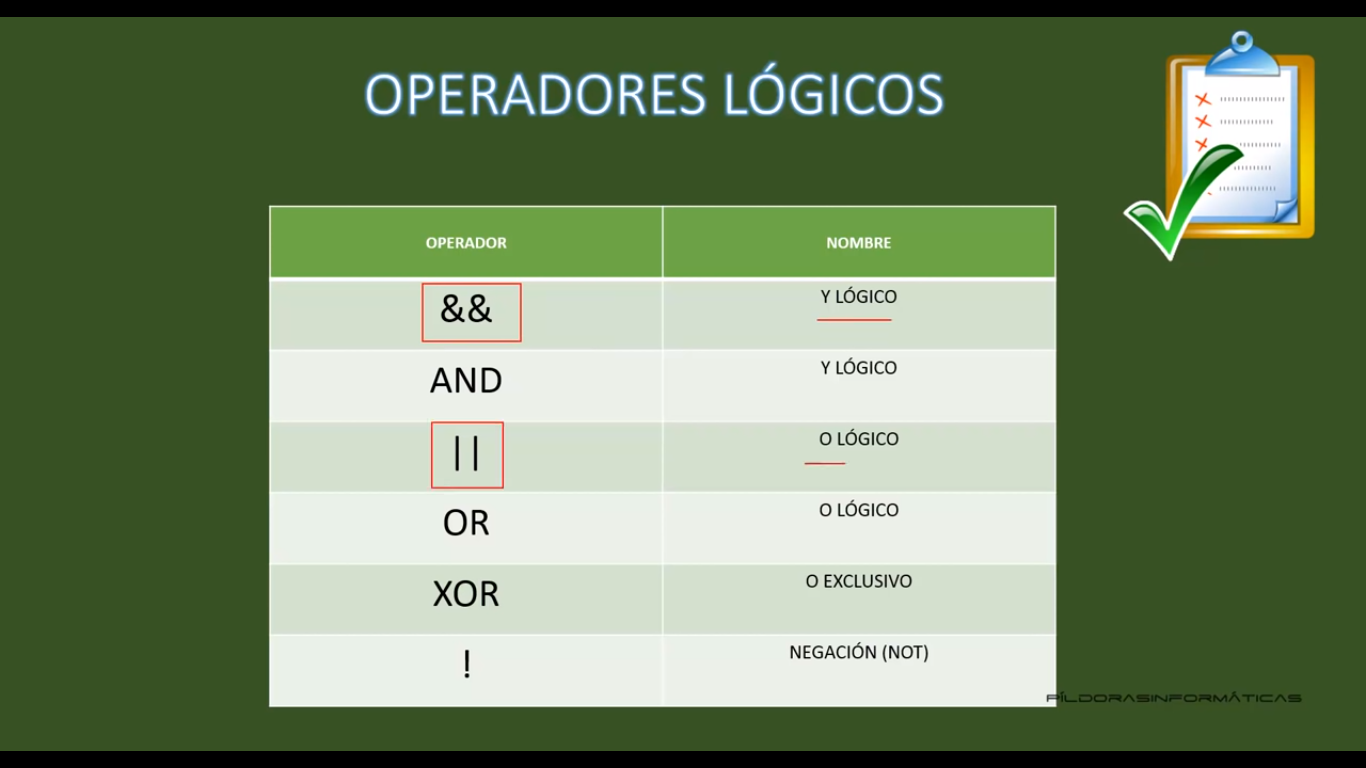 OPERADORES LÓGICOS
OPERADOR NOMBRE
&& Y LÓGICO
AND Y LÓGICO
|| O LÓGICO
OR O LÓGICO
XOR O EXCLUSIVO
! NEGACIÓN (NOT)
PÍLDORASINFORMÁTICAS